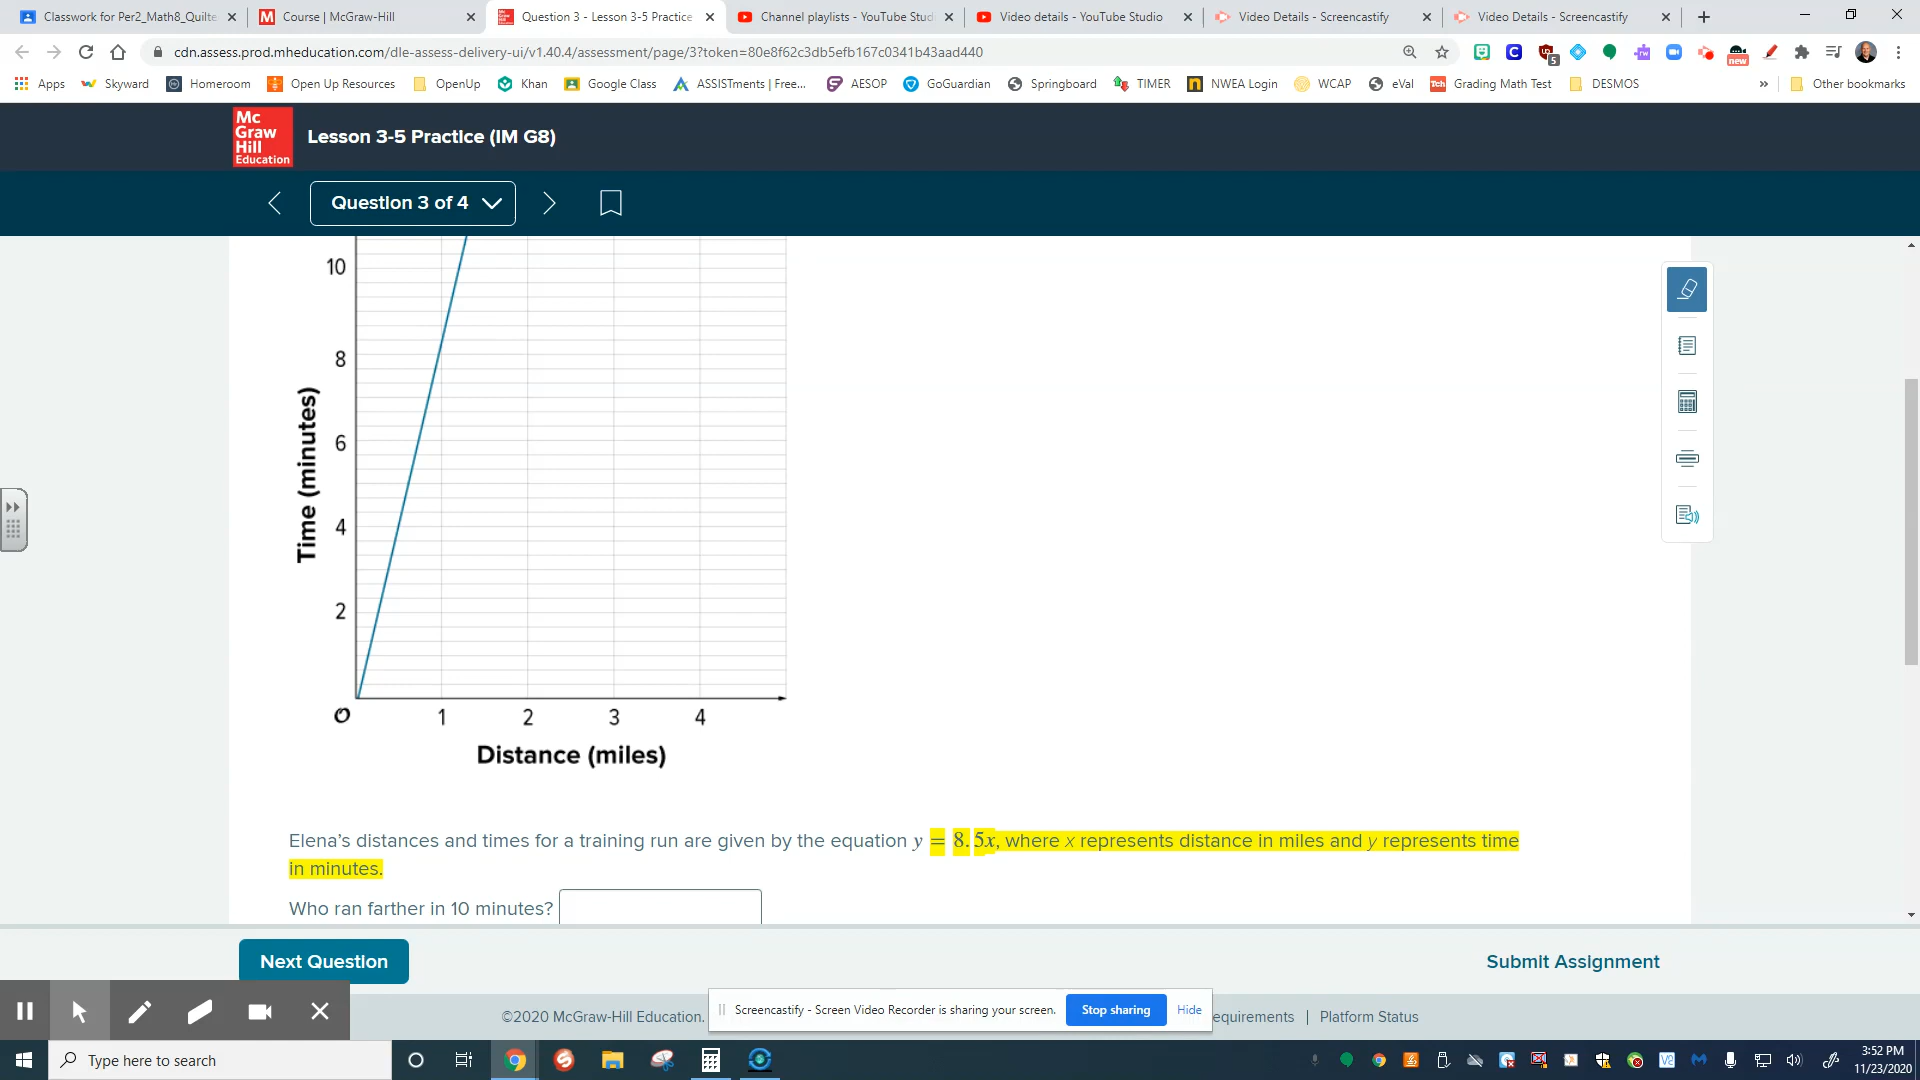 Classwork for Per2_Math8_Quilte
Course | McGraw-Hill
Question 3 - Lesson 3-5 Practice
Channel playlists - YouTube Stud
Video details - YouTube Studio
Video Details - Screencastify
Video Details - Screencastify
cdn.assess.prod.mheducation.com/dle-assess-delivery-ui/v1.40.4/assessment/page/3?token=80e8f62c3db5efb167c0341b43aad440
Apps Skyward Homeroom Open Up Resources OpenUp Khan Google Class ASSISTments | Free... AESOP GoGuardian Springboard TIMER NWEA Login WCAP eVal Grading Math Test DESMOS » Other bookmarks
Mc
Graw
Hill
Education
Lesson 3-5 Practice (IM G8)
Question 3 of 4
10
8
6
4
2
Time (minutes)
O 1 2 3 4
Distance (miles)
Elena's distances and times for a training run are given by the equation y = 8.5x, where x represents distance in miles and y represents time
in minutes.
Who ran farther in 10 minutes?
Next Question
Submit Assignment
©2020 McGraw-Hill Education.
Screencastify - Screen Video Recorder is sharing your screen.
Stop sharing
Hide
equirements | Platform Status
Type here to search
3:52 PM
11/23/2020